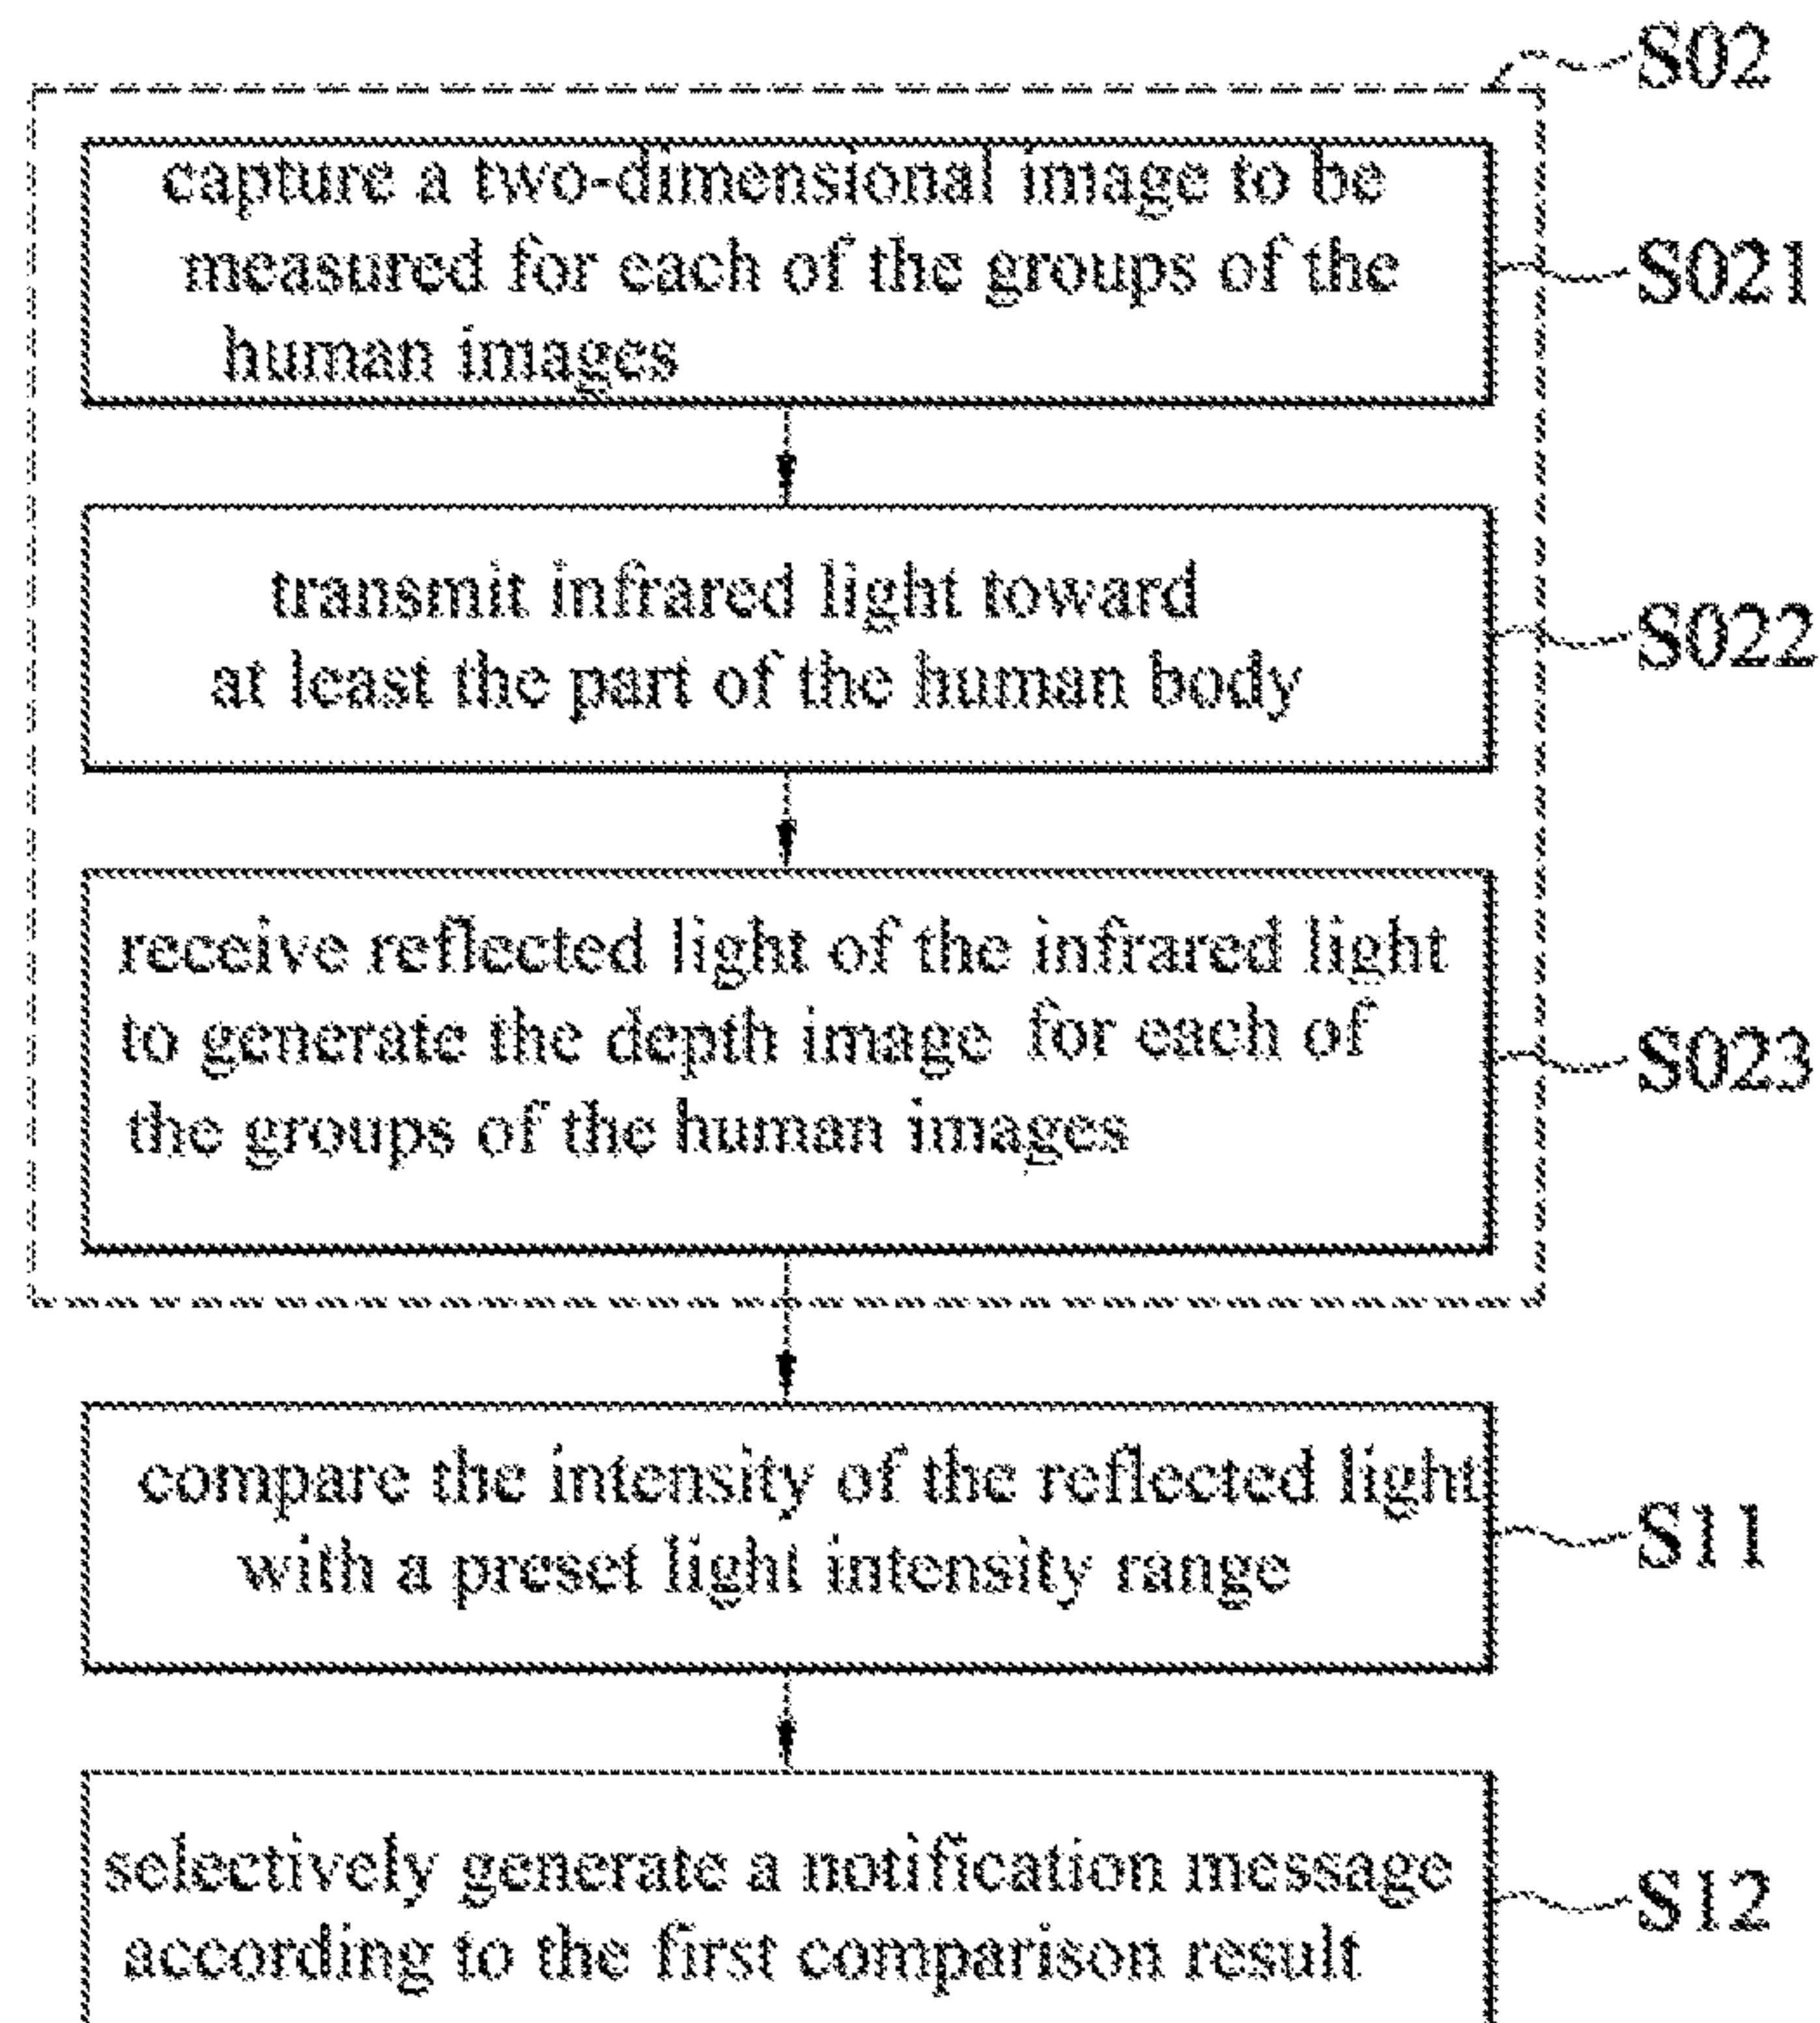 S02
capture a two-dimensional image to be
measured for each of the groups of the
human images
S021
transmit infrared light toward
at least the part of the human body
S022
receive reflected light of the infrared light
to generate the depth image for each of
the groups of the human images
S023
compare the intensity of the reflected light
with a preset light intensity range
S11
selectively generate a notification message
according to the first comparison result
S12